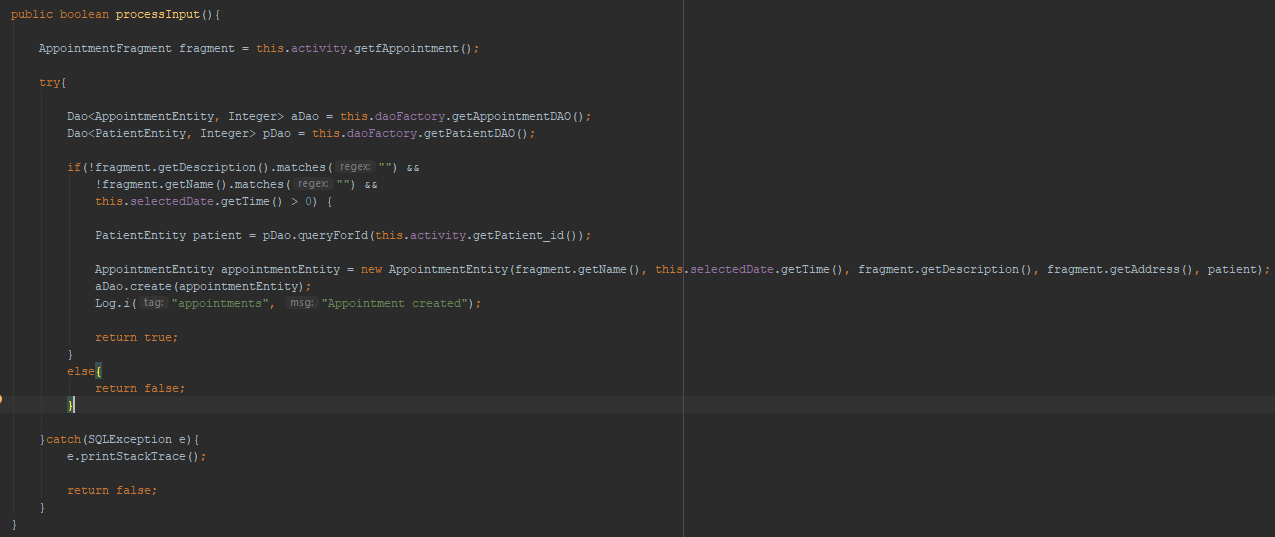 public boolean processInput(){
AppointmentFragment fragment = this.activity.getfAppointment();
try{
Dao<AppointmentEntity, Integer> aDao = this.daoFactory.getAppointmentDAO();
Dao<PatientEntity, Integer> pDao = this.daoFactory.getPatientDAO();
if(!fragment.getDescription().matches( regex: "") &&
!fragment.getName().matches( regex: "") &&
this.selectedDate.getTime() > 0) {
PatientEntity patient = pDao.queryForId(this.activity.getPatient_id());
AppointmentEntity appointmentEntity = new AppointmentEntity(fragment.getName(), this.selectedDate.getTime(), fragment.getDescription(), fragment.getAddress(), patient);
aDao.create(appointmentEntity);
Log.i( tag: "appointments", msg: "Appointment created");
return true;
}
else{
return false;
}
}catch(SQLException e){
e.printStackTrace();
return false;
}
}